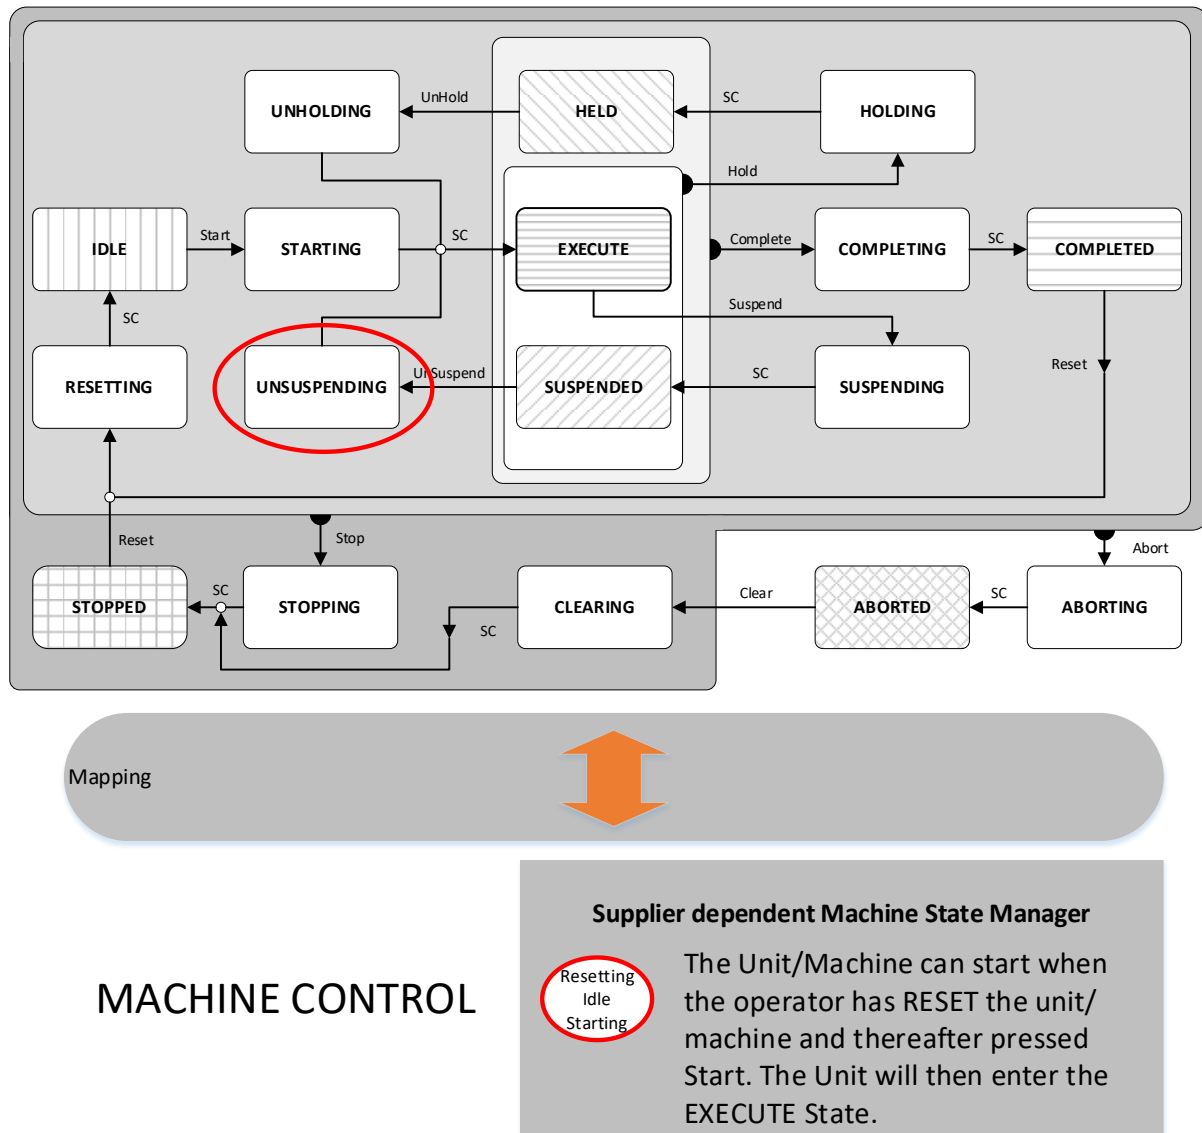 UNHOLDING
UnHold
HELD
SC
HOLDING
Hold
IDLE
Start
STARTING
SC
EXECUTE
Complete
COMPLETING
SC
COMPLETED
SC
Suspend
Reset
RESETTING
UNSUSPENDING
UnSuspend
SUSPENDED
SC
SUSPENDING
Reset
Stop
Abort
STOPPED
SC
STOPPING
SC
CLEARING
Clear
ABORTED
SC
ABORTING
Mapping
MACHINE CONTROL
Supplier dependent Machine State Manager
Resetting
Idle
Starting
The Unit/Machine can start when
the operator has RESET the unit/
machine and thereafter pressed
Start. The Unit will then enter the
EXECUTE State.